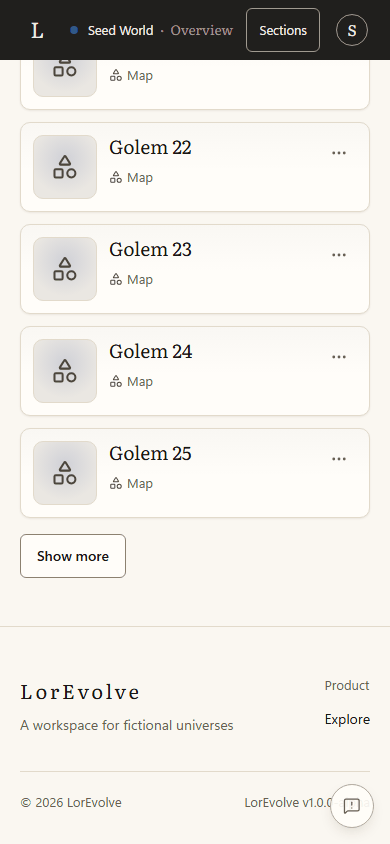 L
Seed World · Overview
Sections
S
Map
Golem 22
Map
Golem 23
Map
Golem 24
Map
Golem 25
Map
Show more
LorEvolve
A workspace for fictional universes
Product
Explore
© 2026 LorEvolve
LorEvolve v1.0.0